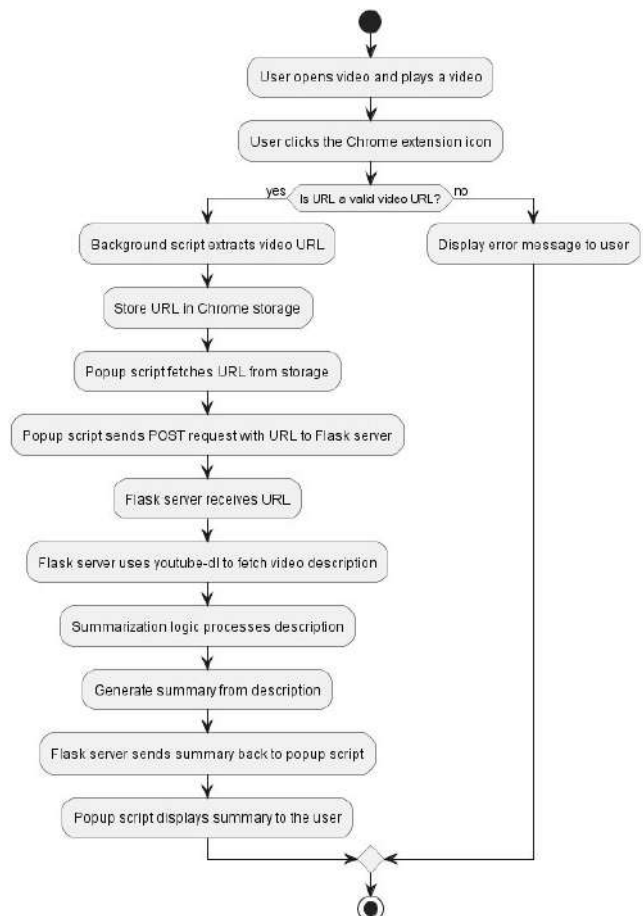 User opens video and plays a video
User clicks the Chrome extension icon
yes
Is URL a valid video URL?
no
Background script extracts video URL
Display error message to user
Store URL in Chrome storage
Popup script fetches URL from storage
Popup script sends POST request with URL to Flask server
Flask server receives URL
Flask server uses youtube-dl to fetch video description
Summarization logic processes description
Generate summary from description
Flask server sends summary back to popup script
Popup script displays summary to the user